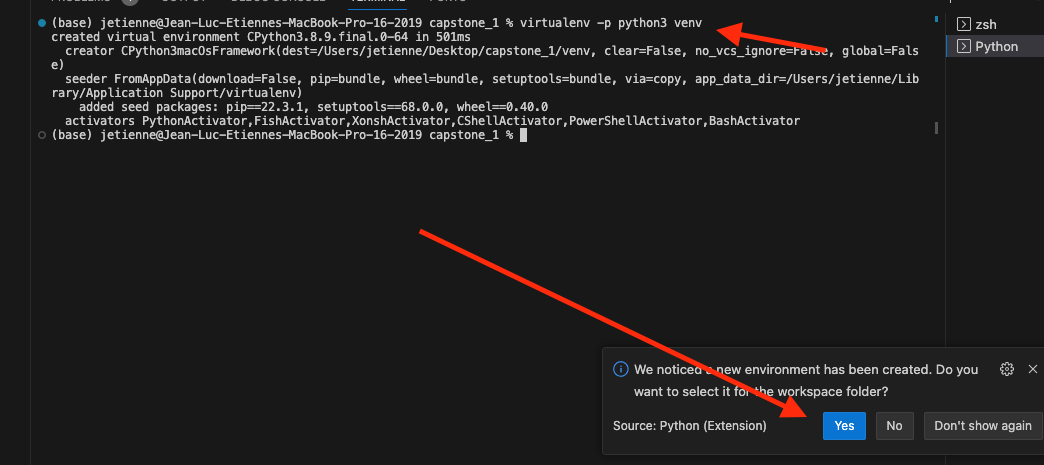 zsh
Python
(base) jetienne@Jean-Luc-Etiennes-MacBook-Pro-16-2019 capstone_1 % virtualenv -p python3 venv
created virtual environment CPython3.8.9.final.0-64 in 501ms
  creator CPython3macOsFramework(dest=/Users/jetienne/Desktop/capstone_1/venv, clear=False, no_vcs_ignore=False, global=Fals
e)
  seeder FromAppData(download=False, pip=bundle, wheel=bundle, setuptools=bundle, via=copy, app_data_dir=/Users/jetienne/Lib
rary/Application Support/virtualenv)
    added seed packages: pip==22.3.1, setuptools==68.0.0, wheel==0.40.0
  activators PythonActivator,FishActivator,XonshActivator,CShellActivator,PowerShellActivator,BashActivator
(base) jetienne@Jean-Luc-Etiennes-MacBook-Pro-16-2019 capstone_1 %
We noticed a new environment has been created. Do you
want to select it for the workspace folder?
Source: Python (Extension)
Yes
No
Don't show again